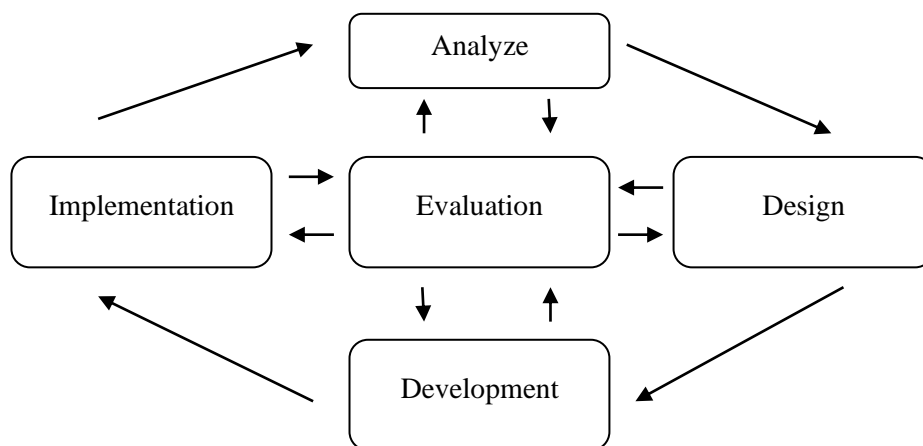 Analyze
Implementation
Evaluation
Design
Development